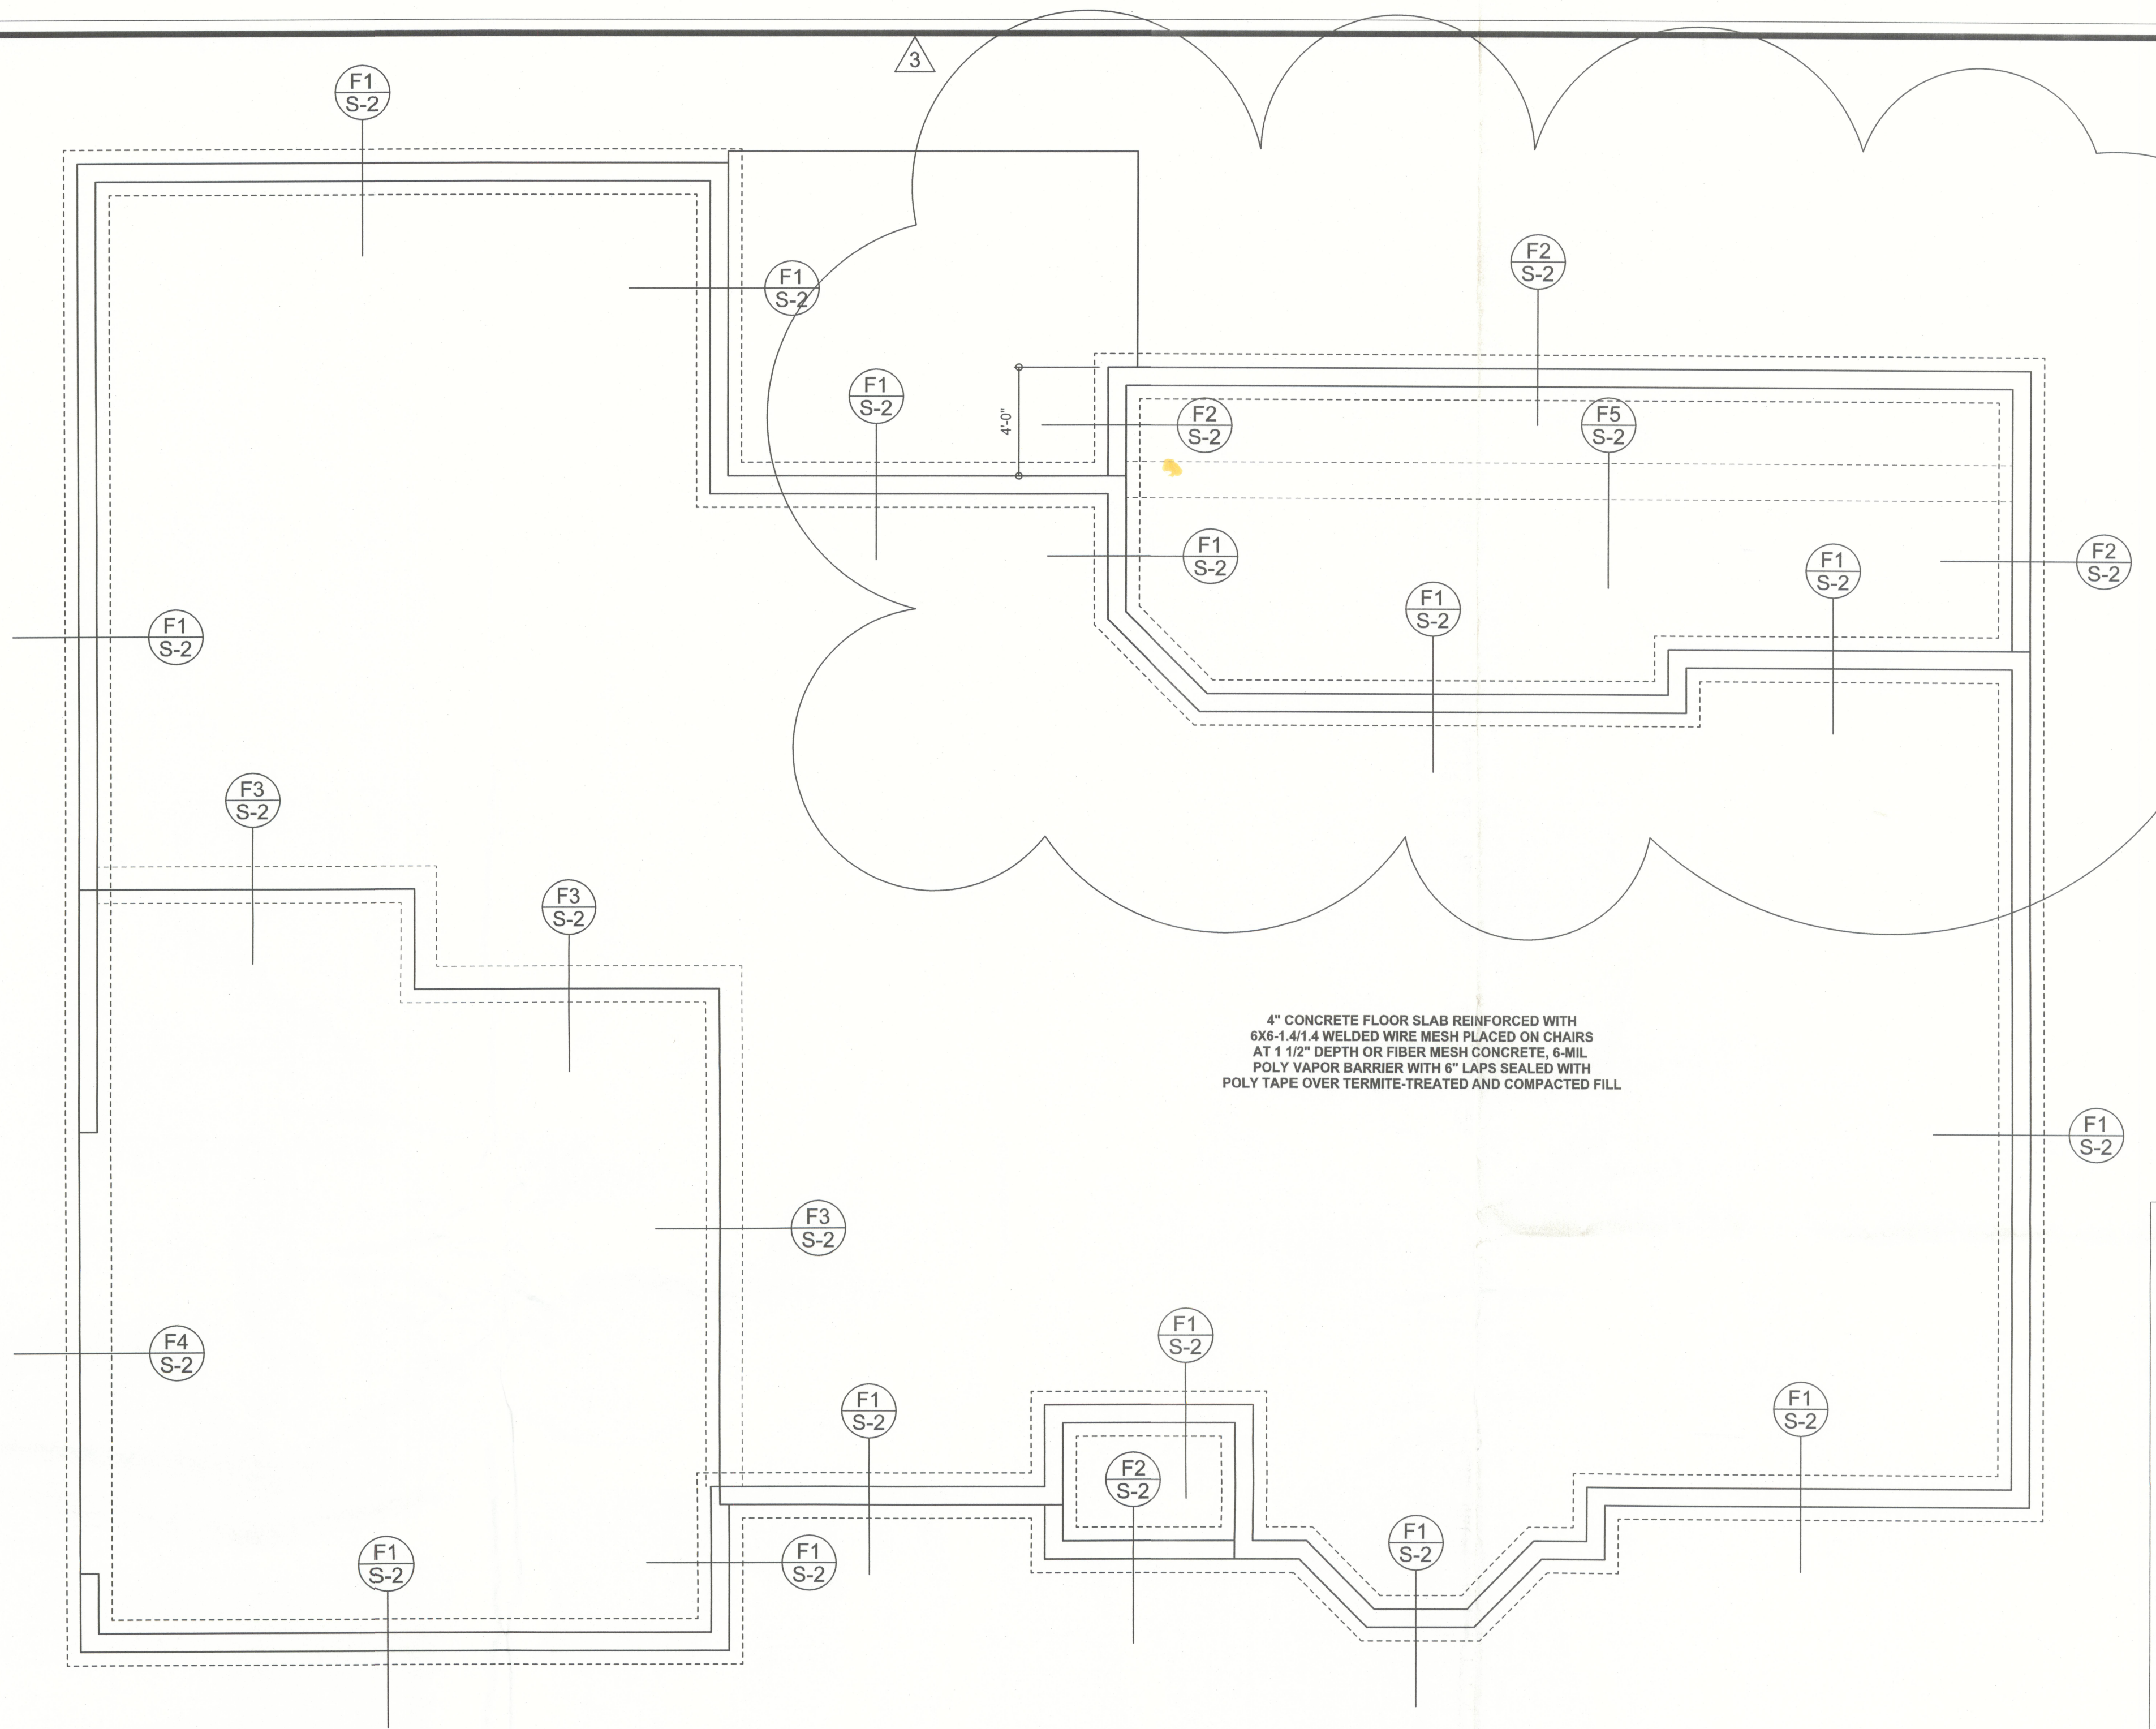 3
F1
S-2
F1
S-2
F2
S-2
F1
S-2
4'-0"
F2
S-2
F5
S-2
F1
S-2
F1
S-2
F2
S-2
F1
S-2
F1
S-2
F3
S-2
F3
S-2
4" CONCRETE FLOOR SLAB REINFORCED WITH
6X6-1.4/1.4 WELDED WIRE MESH PLACED ON CHAIRS
AT 1 1/2" DEPTH OR FIBER MESH CONCRETE, 6-MIL
POLY VAPOR BARRIER WITH 6" LAPS SEALED WITH
POLY TAPE OVER TERMITE-TREATED AND COMPACTED FILL
F1
S-2
F3
S-2
F4
S-2
F1
S-2
F1
S-2
F1
S-2
F2
S-2
F1
S-2
F1
S-2
F1
S-2